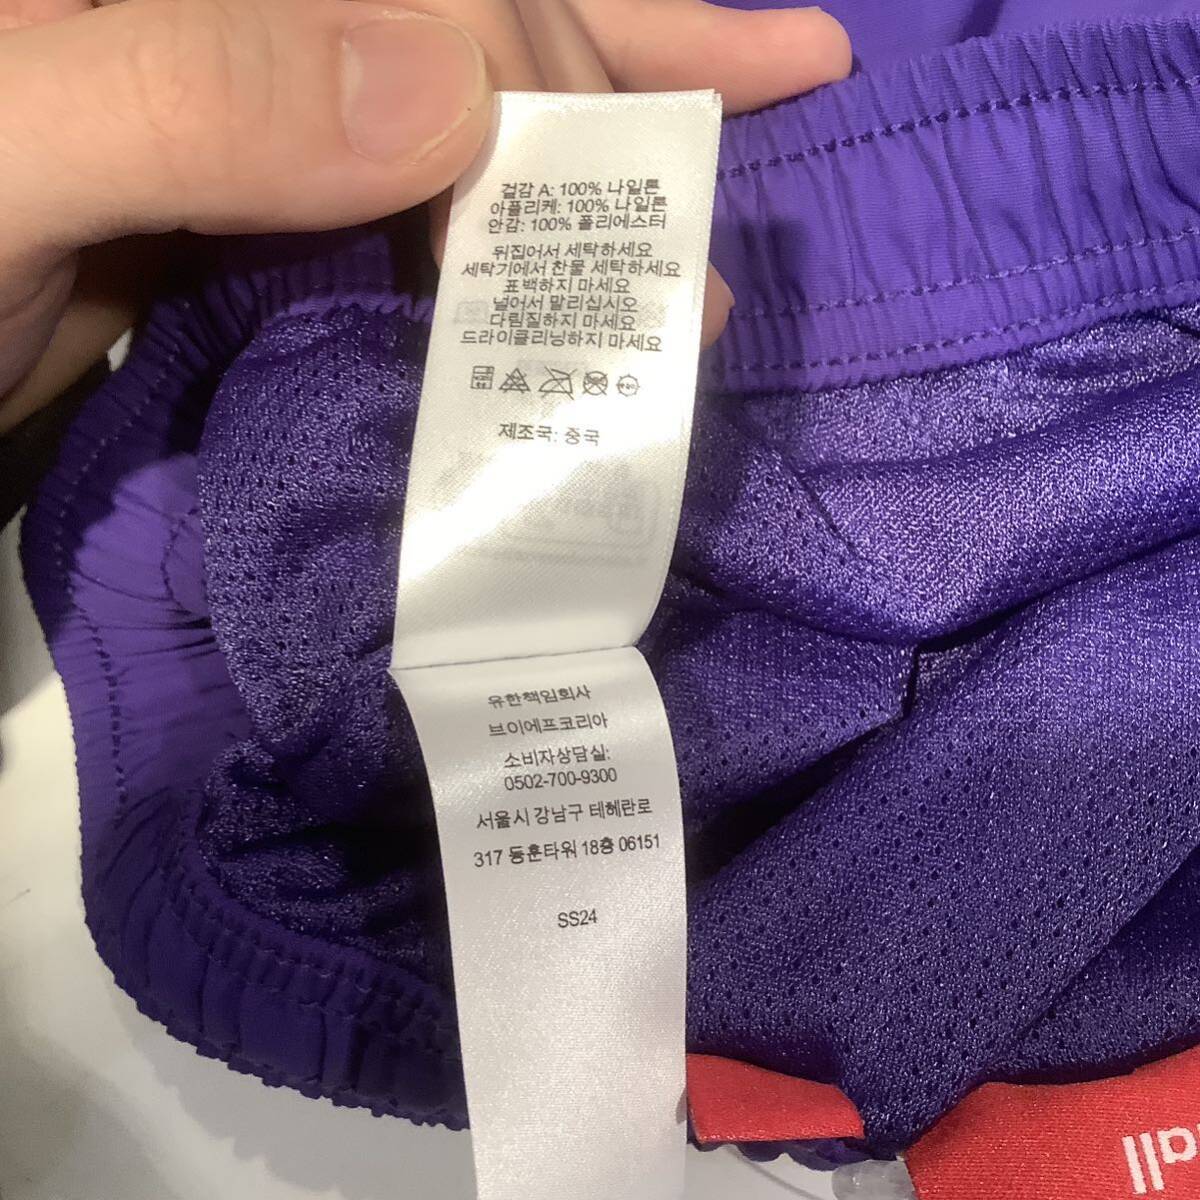 걸감 A: 100% 나일론
아플리케: 100% 나일론
안감: 100% 폴리에스터
뒤집어서 세탁하세요
세탁기에서 찬물 세탁하세요
표백하지 마세요
널어서 말리십시오
다림질하지 마세요
드라이클리닝하지 마세요
제조국: 중국
유한책임회사
브이에프코리아
소비자상담실:
0502-700-9300
서울시 강남구 테헤란로
317 동훈타워 18층 06151
SS24